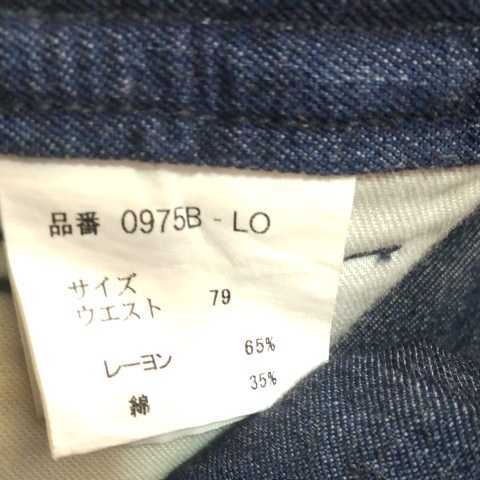 品番 0975B - LO
サイズ
ウエスト 79
レーヨン 65%
綿 35%